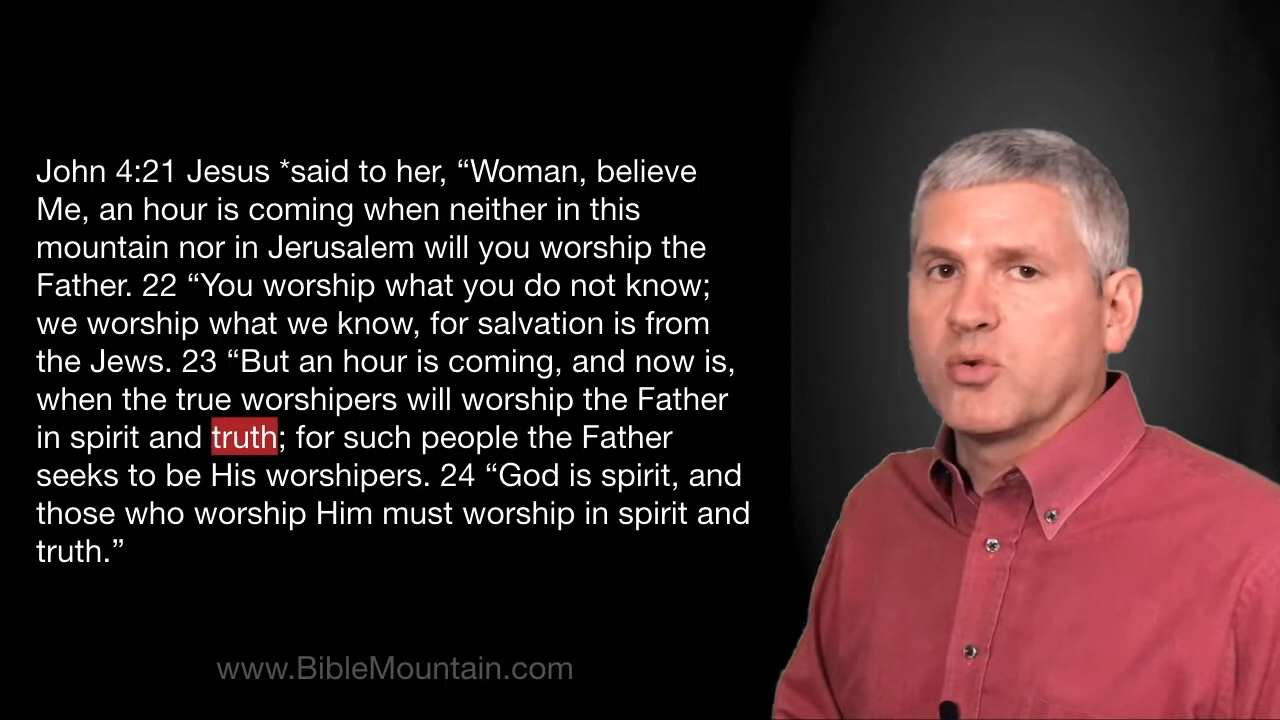 John 4:21 Jesus *said to her, “Woman, believe
Me, an hour is coming when neither in this
mountain nor in Jerusalem will you worship the
Father. 22 “You worship what you do not know;
we worship what we know, for salvation is from
the Jews. 23 “But an hour is coming, and now is,
when the true worshipers will worship the Father
in spirit and truth; for such people the Father
seeks to be His worshipers. 24 “God is spirit, and
those who worship Him must worship in spirit and
truth.”
www.BibleMountain.com